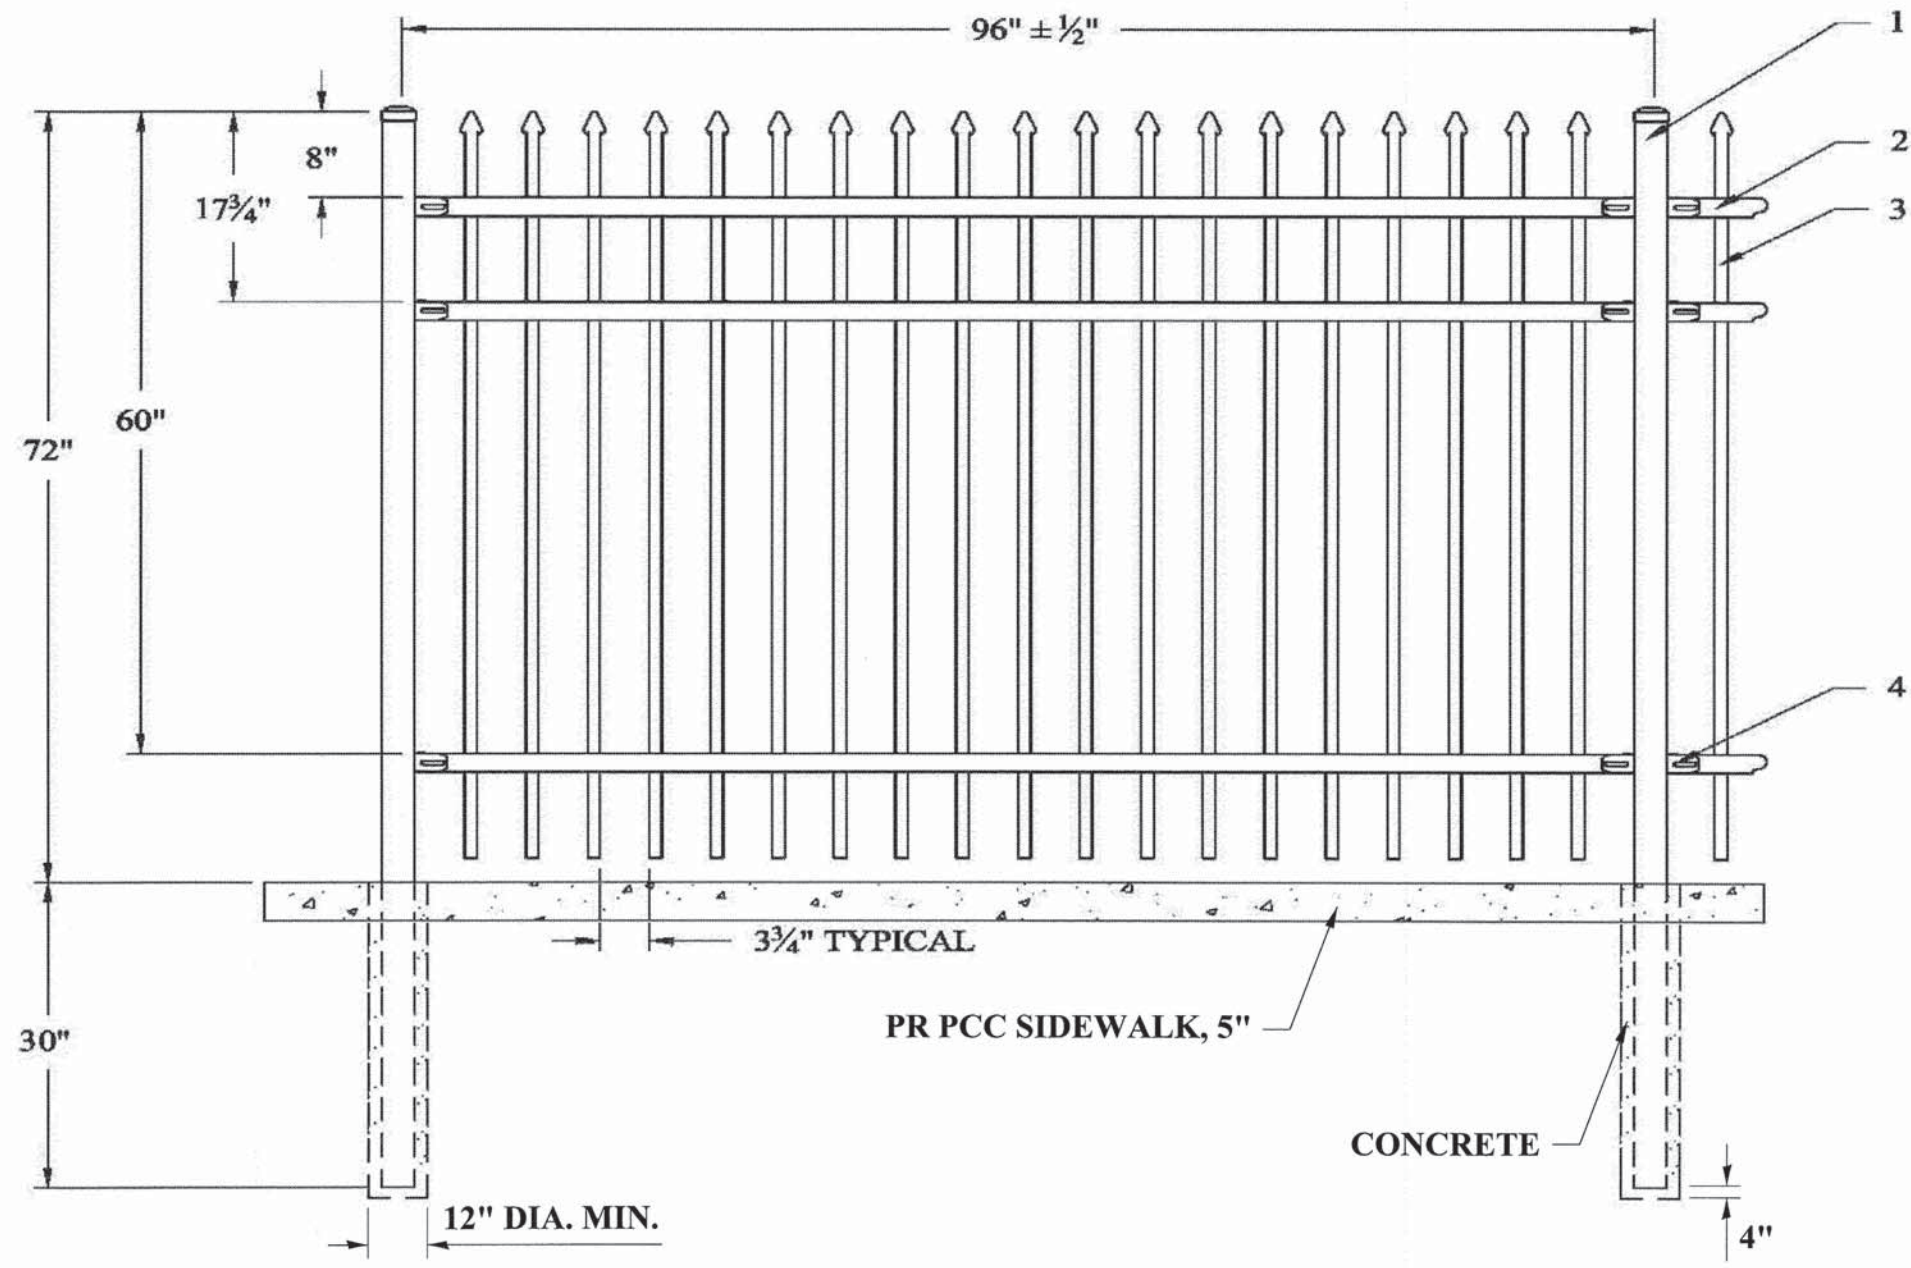 96" ± ½"
1
2
8"
17¾"
3
60"
72"
4
3¾" TYPICAL
PR PCC SIDEWALK, 5"
30"
CONCRETE
12" DIA. MIN.
4"